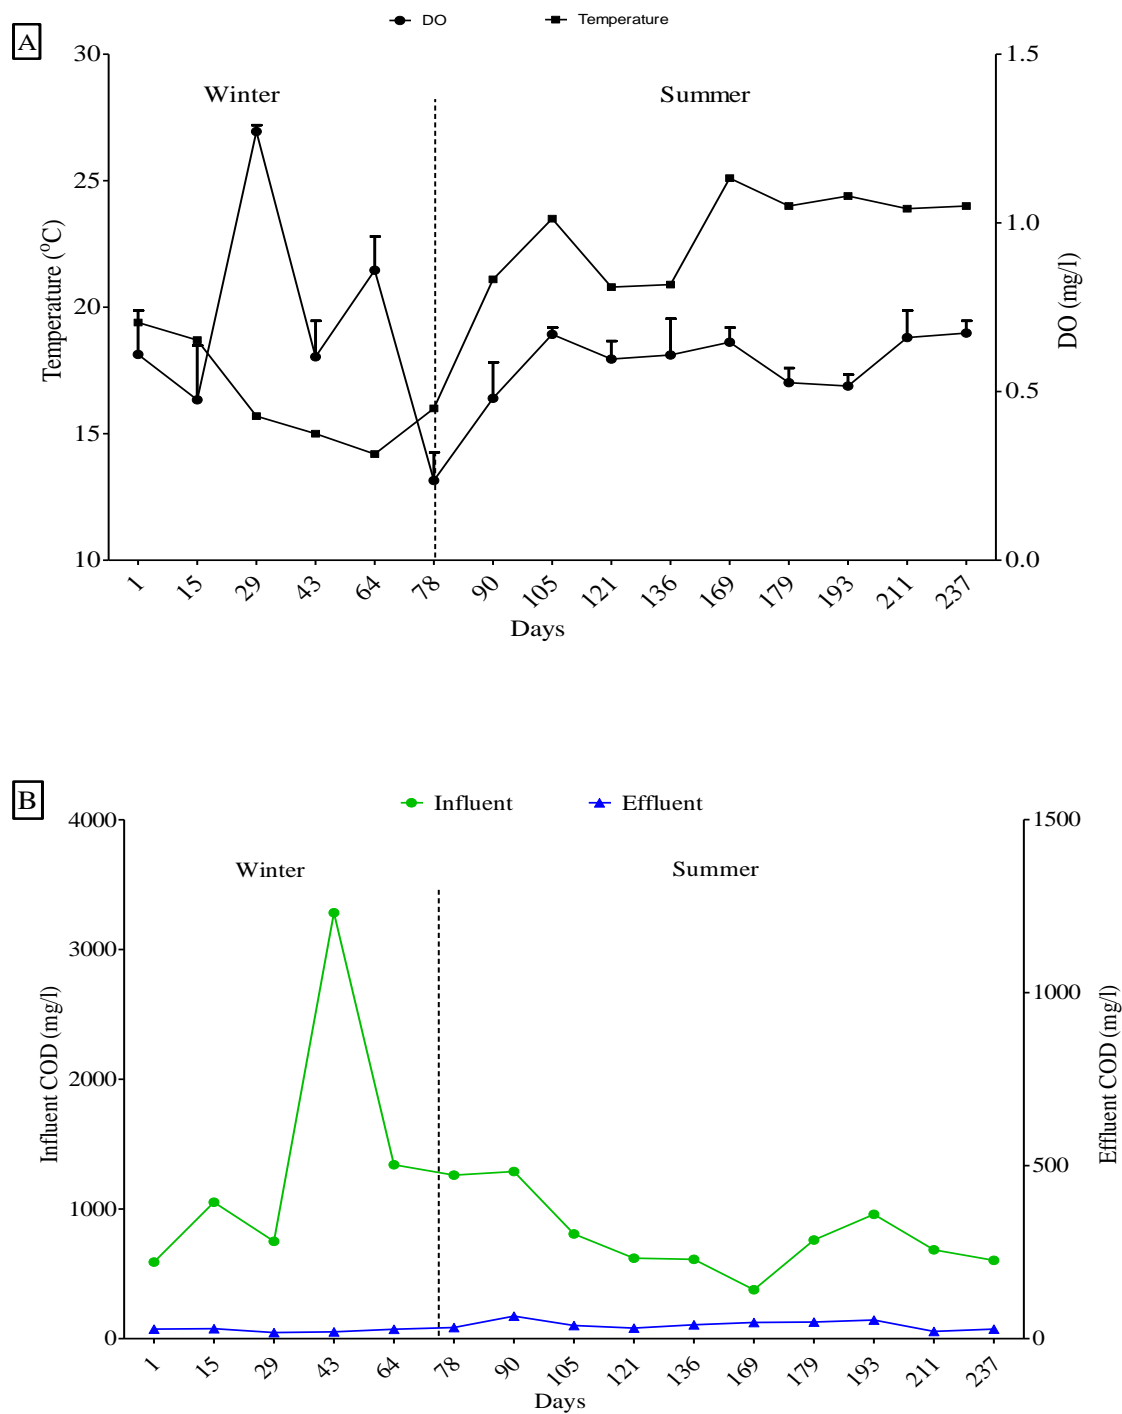 A
DO
Temperature
Winter
Summer
30
25
20
15
10
Temperature (ºC)
1.5
1.0
0.5
0.0
DO (mg/l)
1 15 29 43 64 78 90 105 121 136 169 179 193 211 237
Days
B
Influent
Effluent
Winter
Summer
4000
3000
2000
1000
0
Influent COD (mg/l)
1500
1000
500
0
Effluent COD (mg/l)
1 15 29 43 64 78 90 105 121 136 169 179 193 211 237
Days